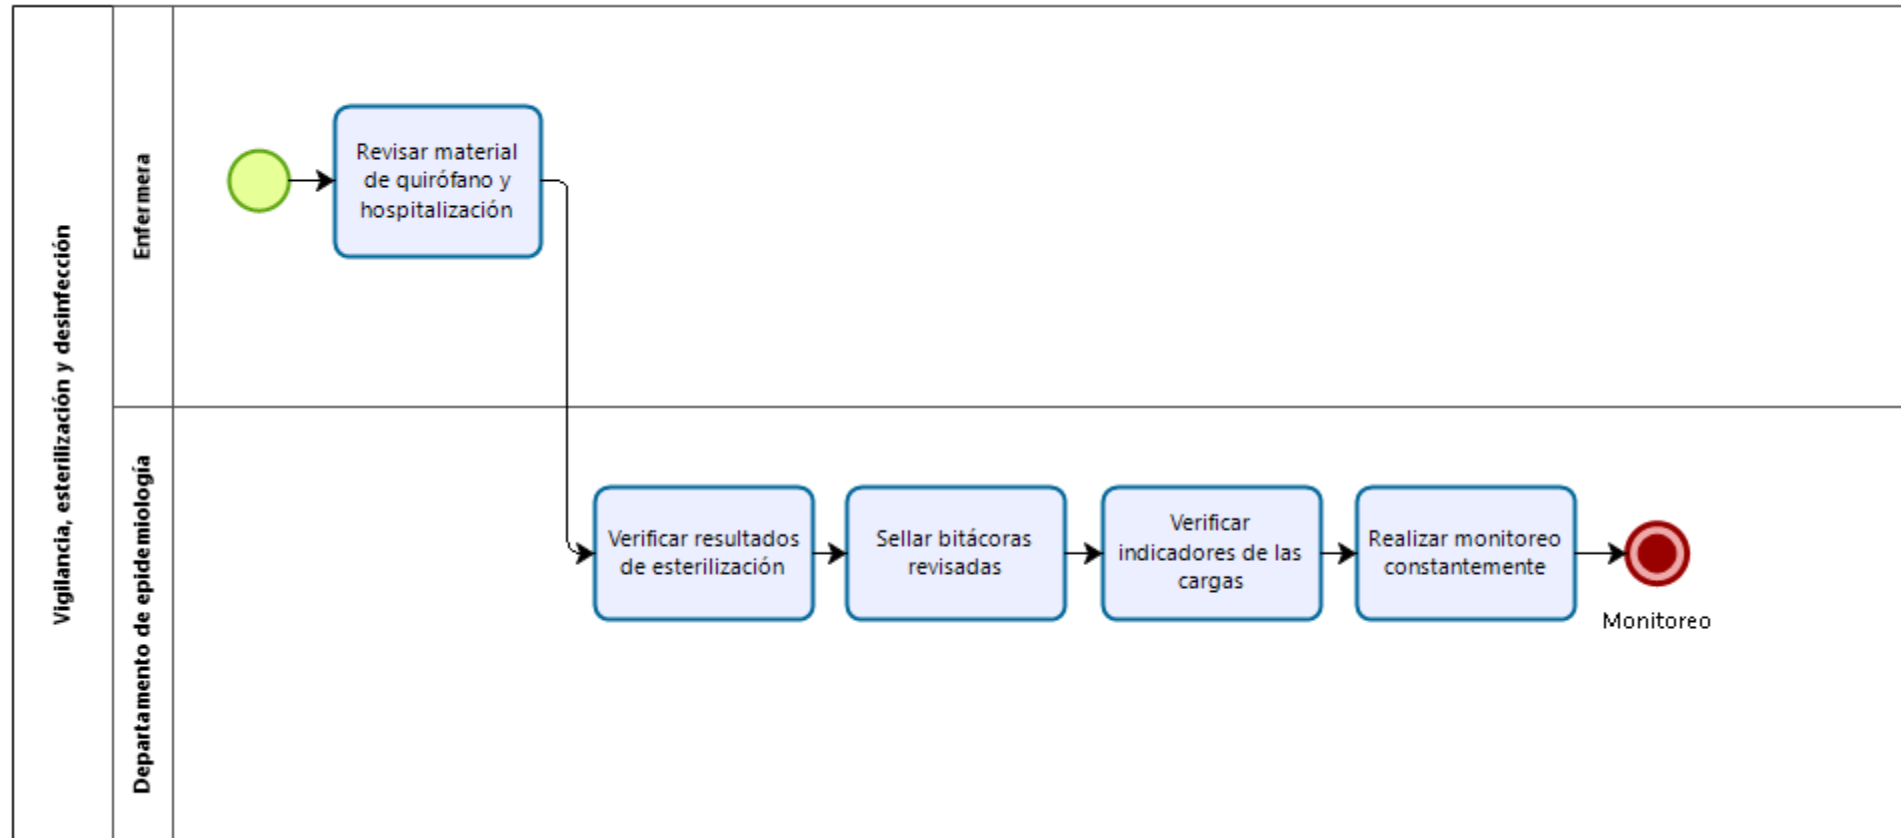 Vigilancia, esterilización y desinfección
Enfermera
Revisar material
de quirófano y
hospitalización
Departamento de epidemiología
Verificar resultados
de esterilización
Sellar bitácoras
revisadas
Verificar
indicadores de las
cargas
Realizar monitoreo
constantemente
Monitoreo